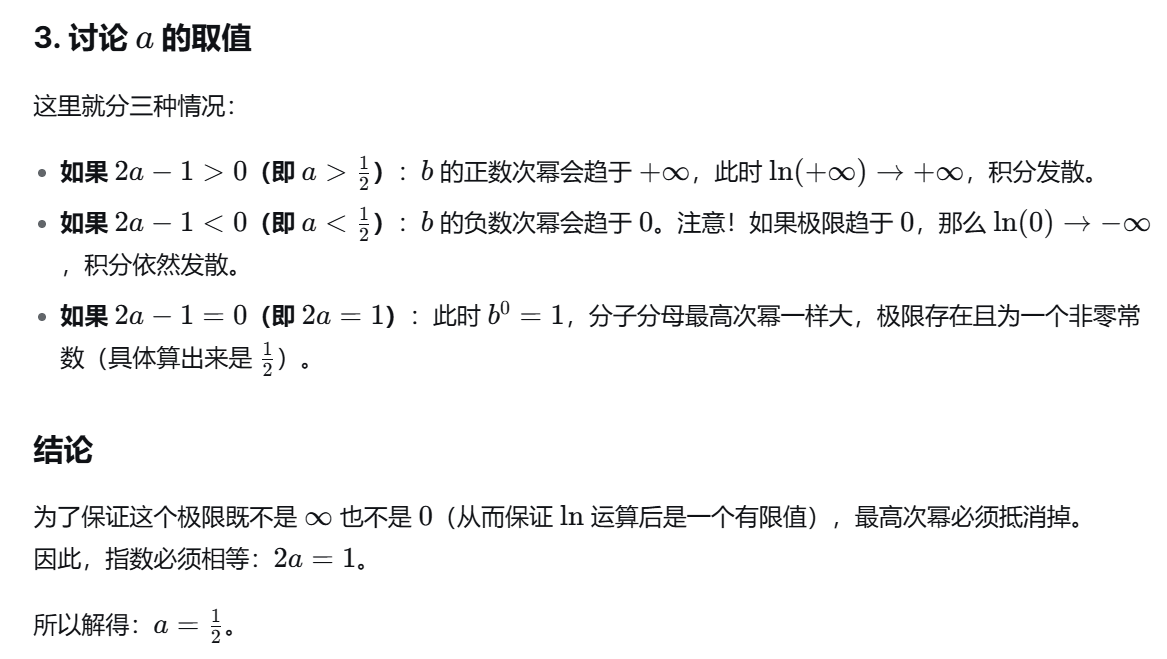 3. 讨论 a 的取值
这里就分三种情况：
• 如果 2a − 1 > 0（即 a > 1/2）：b 的正数次幂会趋于 +∞，此时 ln(+∞) → +∞，积分发散。
• 如果 2a − 1 < 0（即 a < 1/2）：b 的负数次幂会趋于 0。注意！如果极限趋于 0，那么 ln(0) → −∞
，积分依然发散。
• 如果 2a − 1 = 0（即 2a = 1）：此时 b⁰ = 1，分子分母最高次幂一样大，极限存在且为一个非零常
数（具体算出来是 1/2）。
结论
为了保证这个极限既不是 ∞ 也不是 0（从而保证 ln 运算后是一个有限值），最高次幂必须抵消掉。
因此，指数必须相等：2a = 1。
所以解得：a = 1/2。